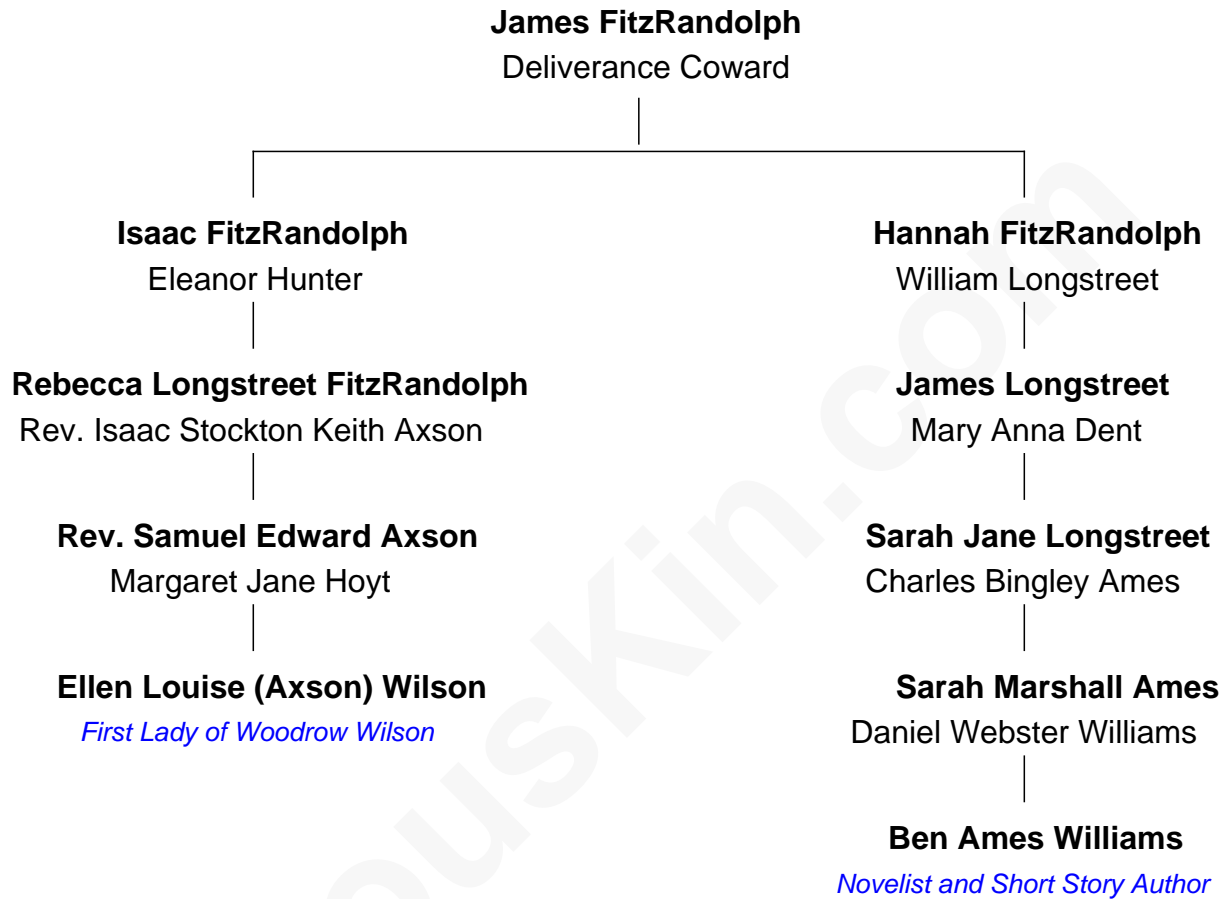 James FitzRandolph
Deliverance Coward
Isaac FitzRandolph
Eleanor Hunter
Rebecca Longstreet FitzRandolph
Rev. Isaac Stockton Keith Axson
Rev. Samuel Edward Axson
Margaret Jane Hoyt
Ellen Louise (Axson) Wilson
First Lady of Woodrow Wilson
Hannah FitzRandolph
William Longstreet
James Longstreet
Mary Anna Dent
Sarah Jane Longstreet
Charles Bingley Ames
Sarah Marshall Ames
Daniel Webster Williams
Ben Ames Williams
Novelist and Short Story Author
ousKin.com